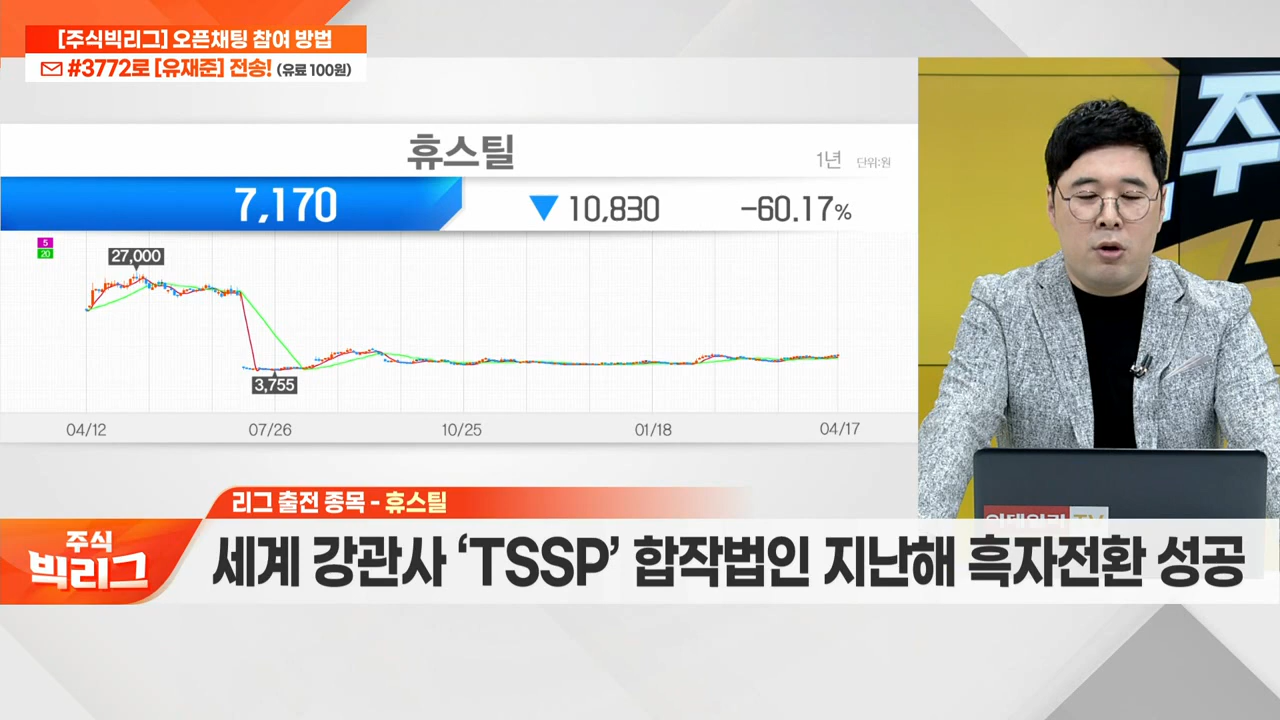 [주식빅리그] 오픈채팅 참여 방법
#3772로 [유재준] 전송! (유료 100원)
휴스틸
1년 단위:원
7,170 ▼ 10,830 -60.17%
5
20
27,000
3,755
04/12 07/26 10/25 01/18 04/17
주
리그 출전 종목 - 휴스틸
주식
빅리그
세계 강관사 ‘TSSP’ 합작법인 지난해 흑자전환 성공